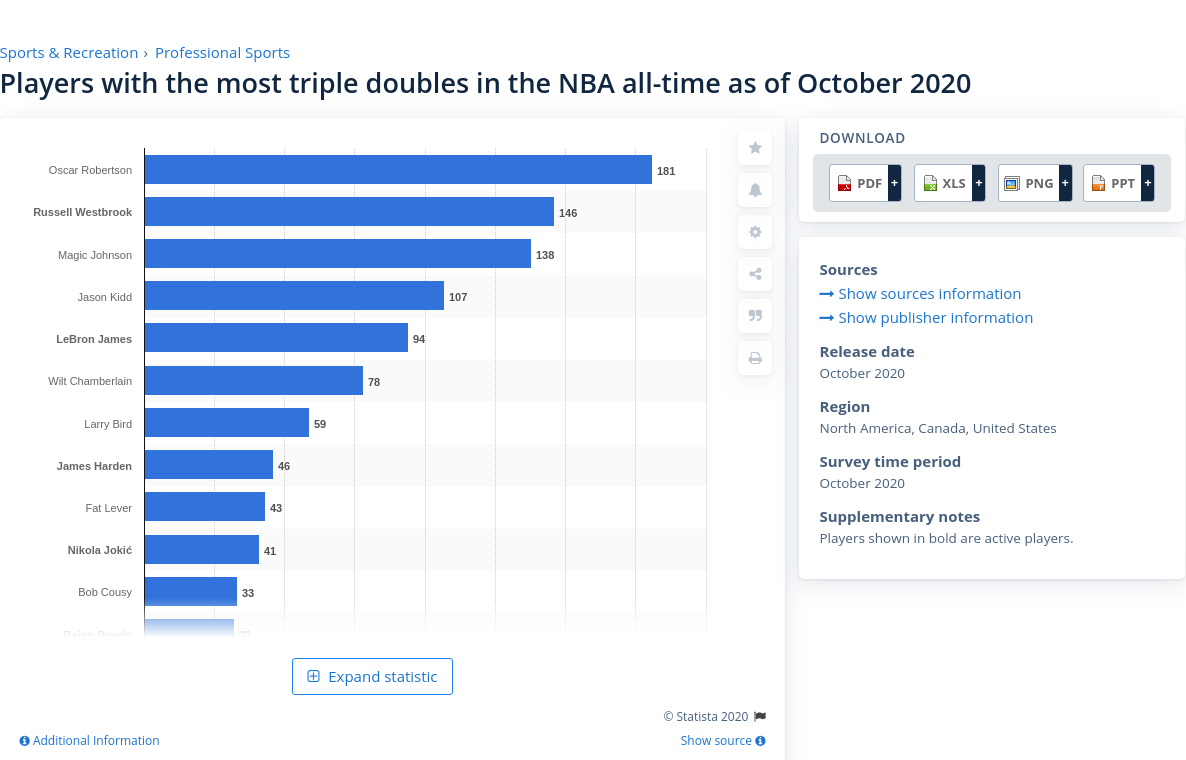 Sports & Recreation › Professional Sports
Players with the most triple doubles in the NBA all-time as of October 2020
Oscar Robertson 181
Russell Westbrook 146
Magic Johnson 138
Jason Kidd 107
LeBron James 94
Wilt Chamberlain 78
Larry Bird 59
James Harden 46
Fat Lever 43
Nikola Jokić 41
Bob Cousy 33
Rajon Rondo 32
Expand statistic
© Statista 2020
Additional Information
Show source
DOWNLOAD
PDF + XLS + PNG + PPT +
Sources
Show sources information
Show publisher information
Release date
October 2020
Region
North America, Canada, United States
Survey time period
October 2020
Supplementary notes
Players shown in bold are active players.